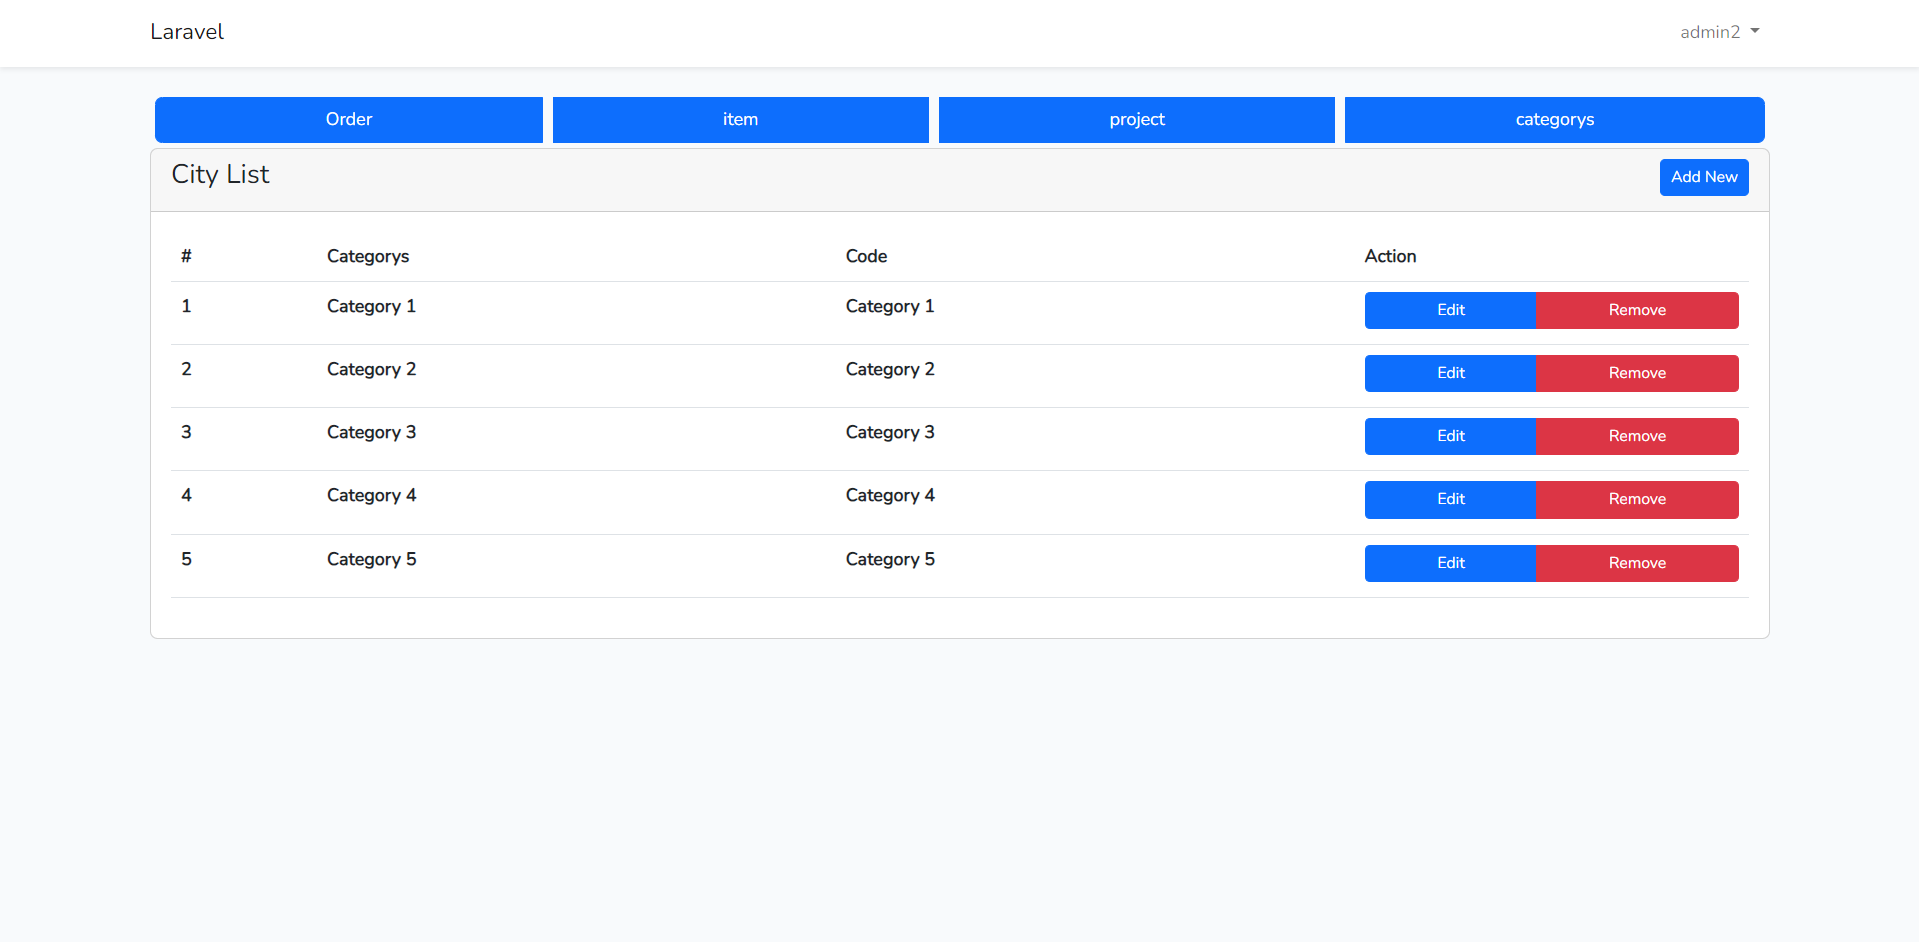 Laravel admin2
Order item project categorys
City List Add New
# Categorys Code Action
1 Category 1 Category 1 Edit Remove
2 Category 2 Category 2 Edit Remove
3 Category 3 Category 3 Edit Remove
4 Category 4 Category 4 Edit Remove
5 Category 5 Category 5 Edit Remove